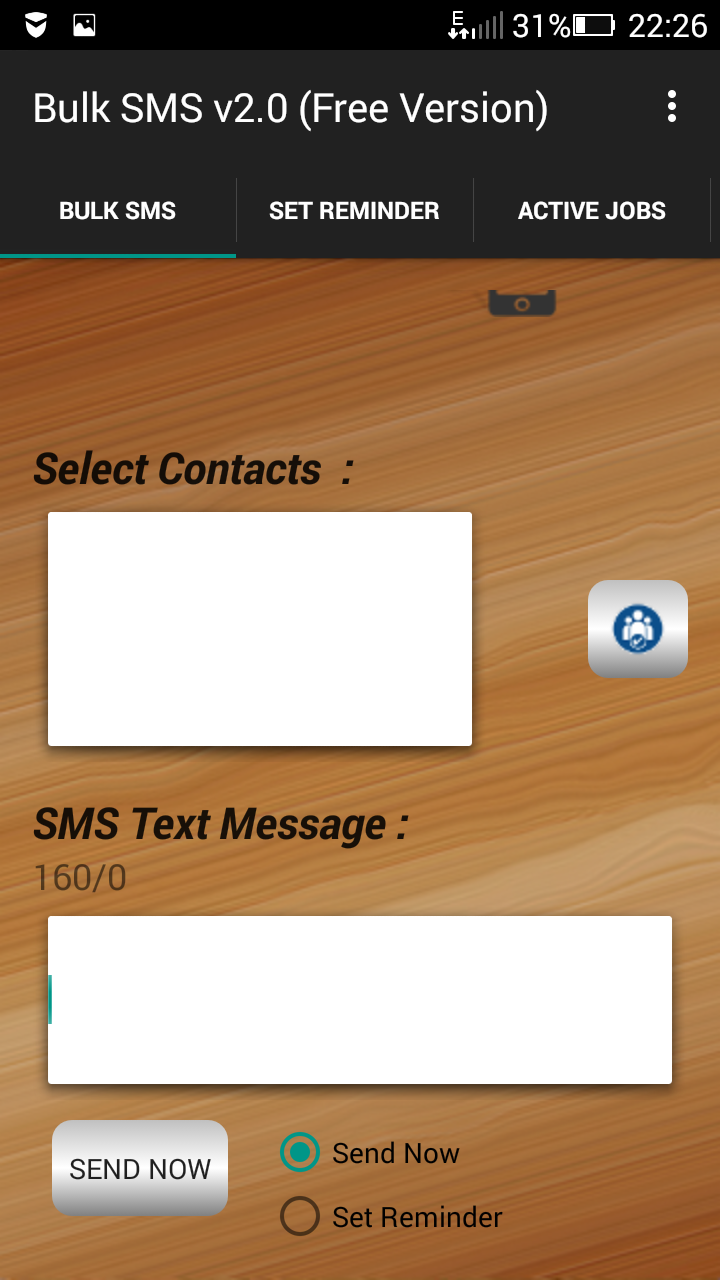 E
31% 22:26
Bulk SMS v2.0 (Free Version)
BULK SMS SET REMINDER ACTIVE JOBS
Select Contacts :
SMS Text Message :
160/0
SEND NOW
Send Now
Set Reminder